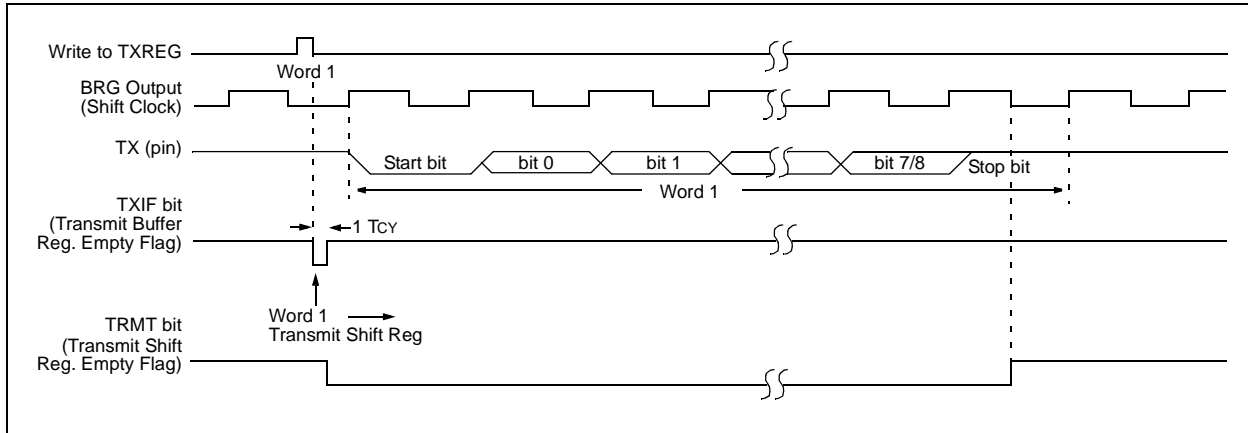 Write to TXREG
Word 1
BRG Output
(Shift Clock)
TX (pin)
Start bit
bit 0
bit 1
bit 7/8
Stop bit
Word 1
TXIF bit
(Transmit Buffer
Reg. Empty Flag)
1 TCY
Word 1
Transmit Shift Reg
TRMT bit
(Transmit Shift
Reg. Empty Flag)